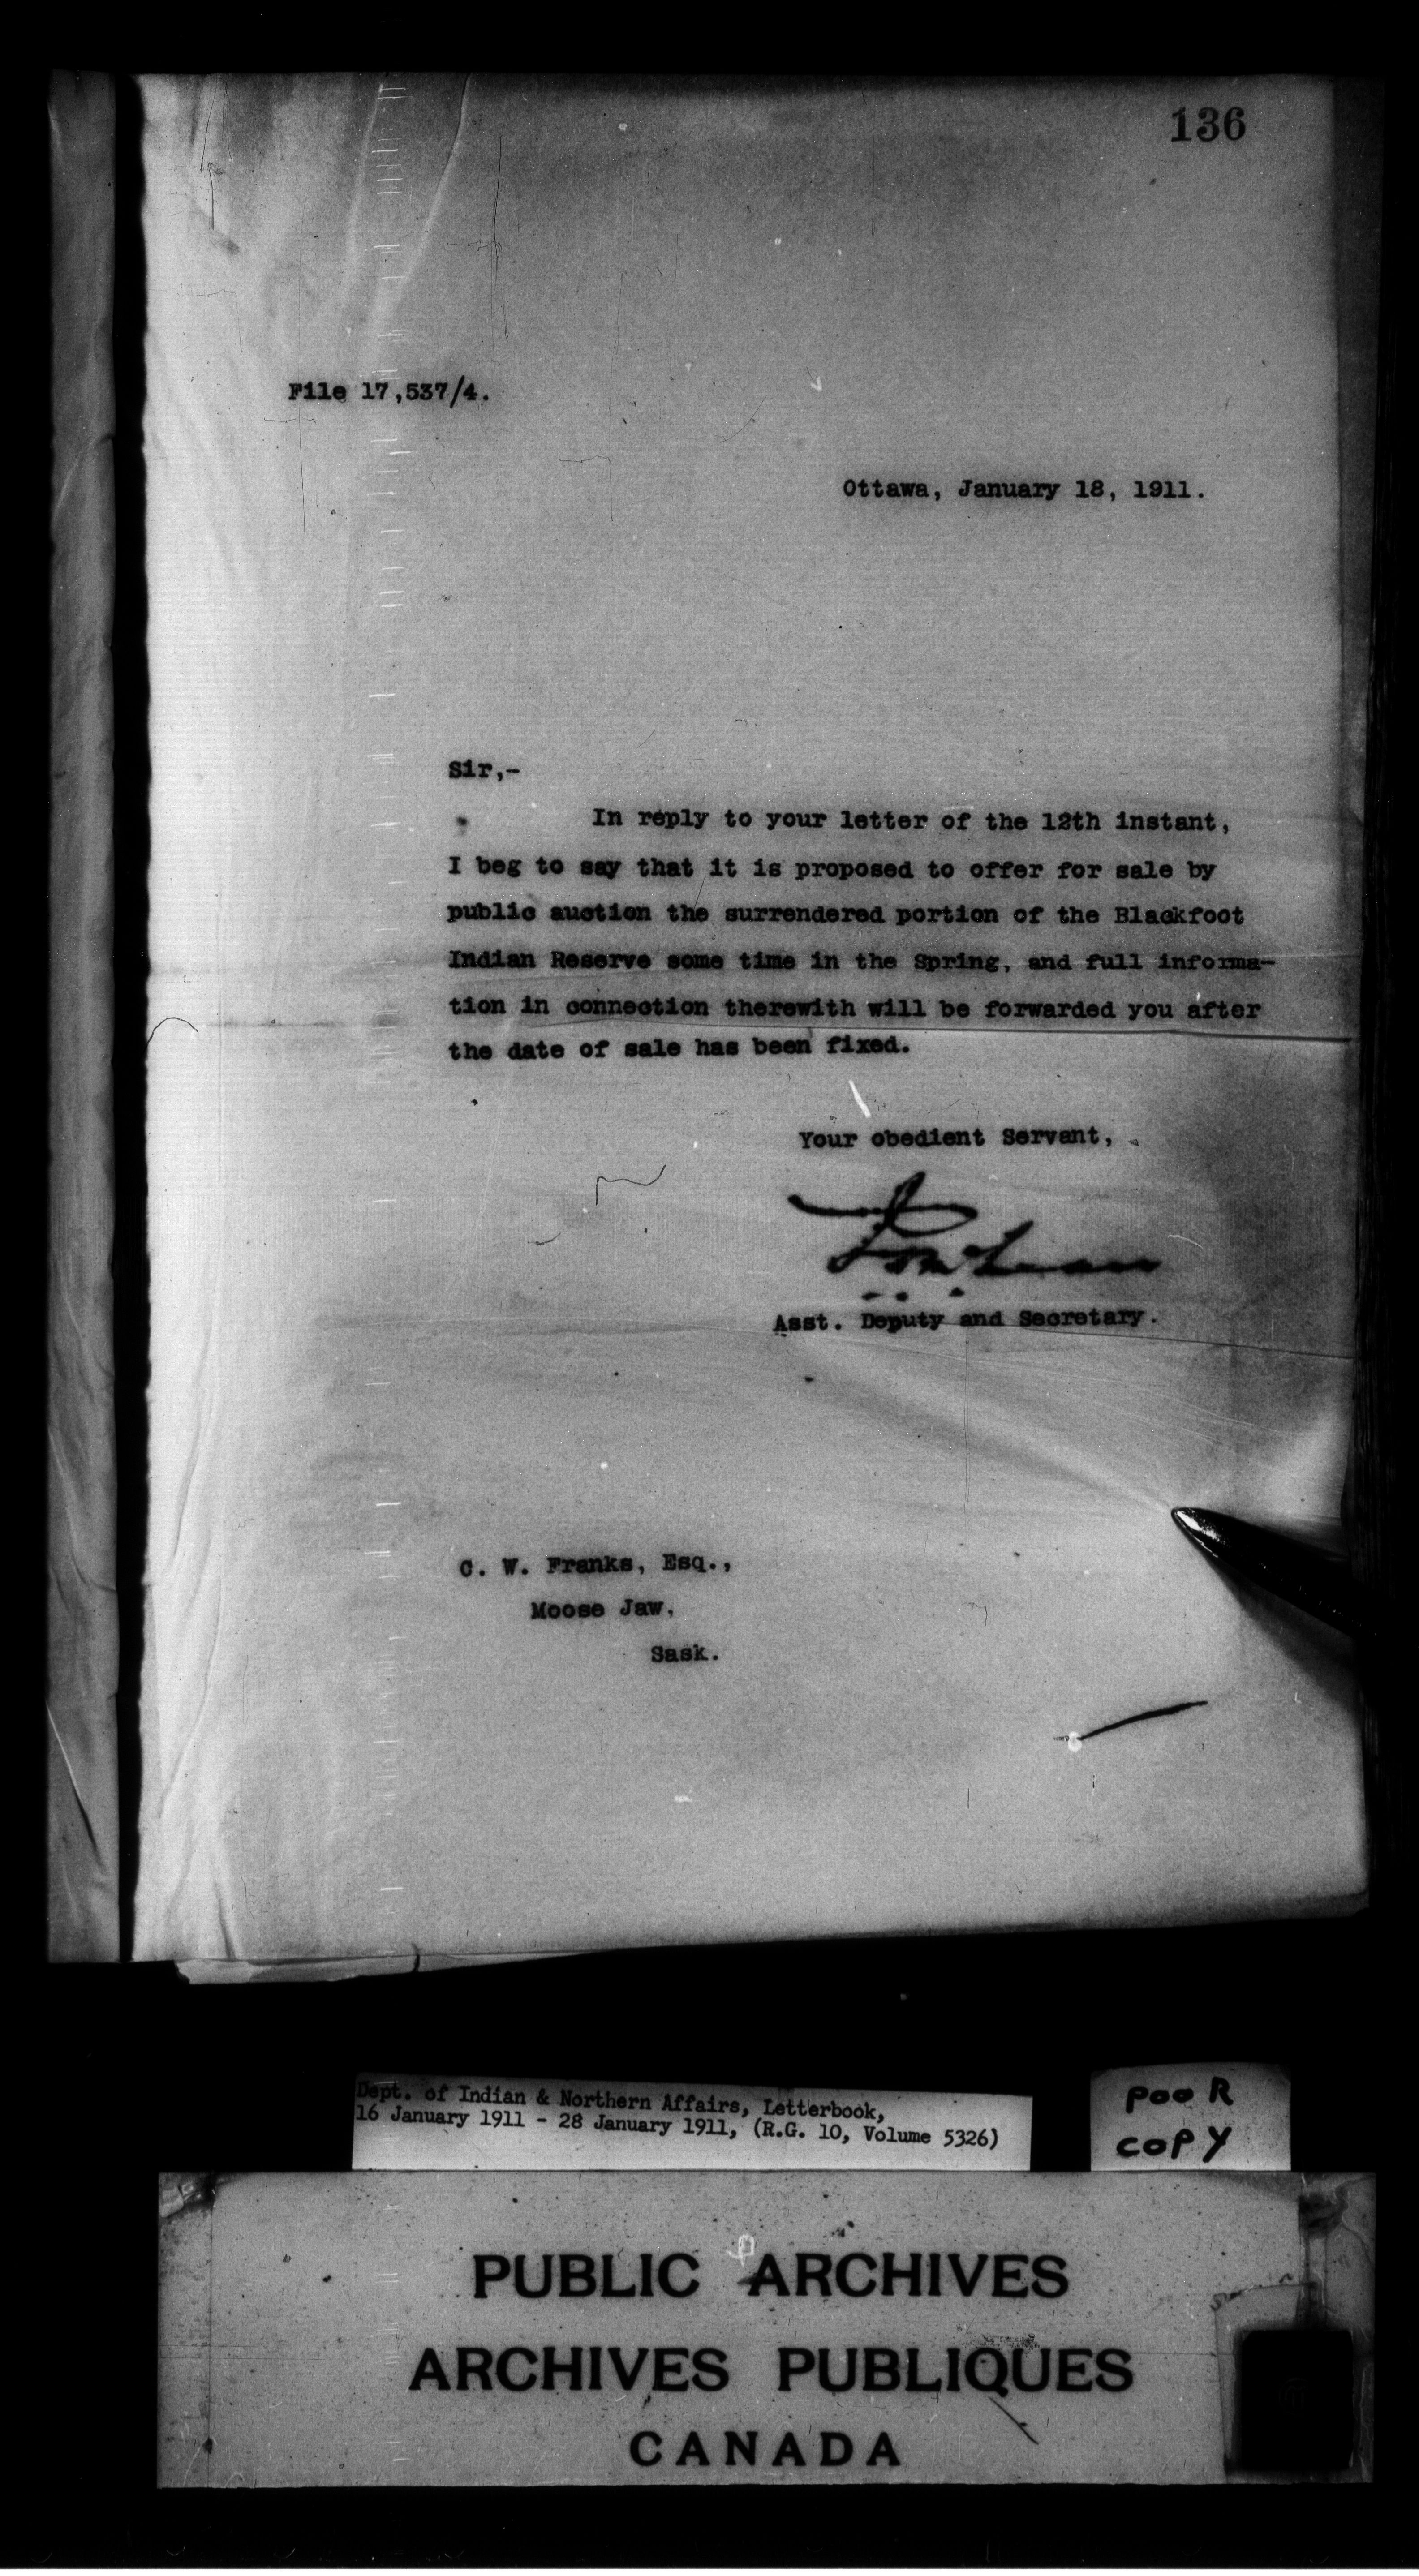 136
File 17,537/4.
Ottawa, January 18, 1911.
Sir,-
In reply to your letter of the 12th instant,
I beg to say that it is proposed to offer for sale by
public auction the surrendered portion of the Blackfoot
Indian Reserve some time in the Spring, and full informa-
tion in connection therewith will be forwarded you after
the date of sale has been fixed.
Your obedient Servant,
Asst. Deputy and Secretary.
C. W. Franks, Esq.,
Moose Jaw,
Sask.
Dept. of Indian & Northern Affairs, Letterbook,
16 January 1911 - 28 January 1911, (R.G. 10, Volume 5326)
POOR
COPY
PUBLIC ARCHIVES
ARCHIVES PUBLIQUES
CANADA